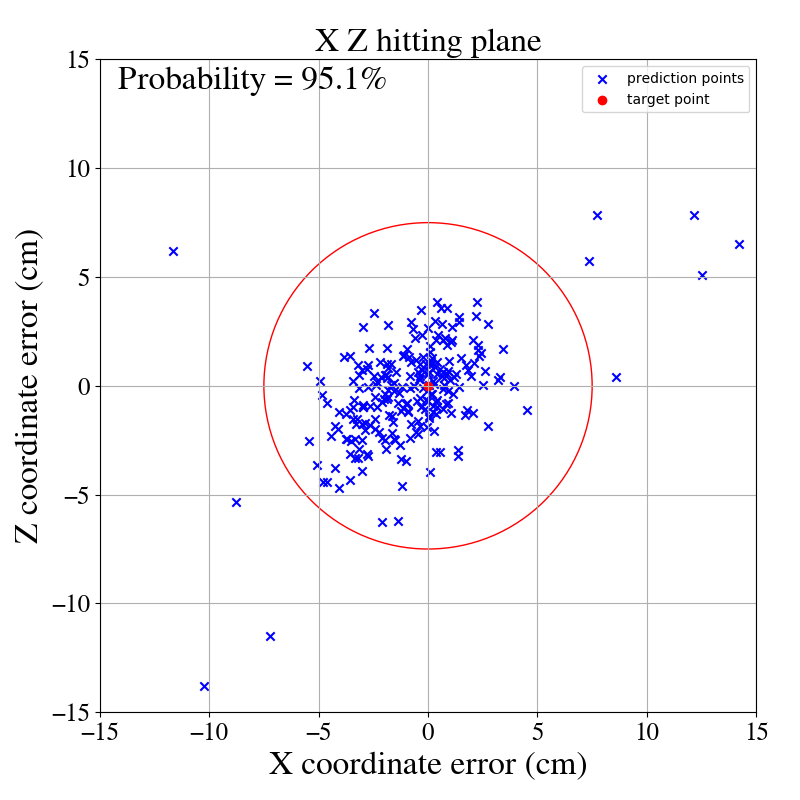 X Z hitting plane
Probability = 95.1%
prediction points
target point
15
10
5
0
−5
−10
−15
Z coordinate error (cm)
−15
−10
−5
0
5
10
15
X coordinate error (cm)